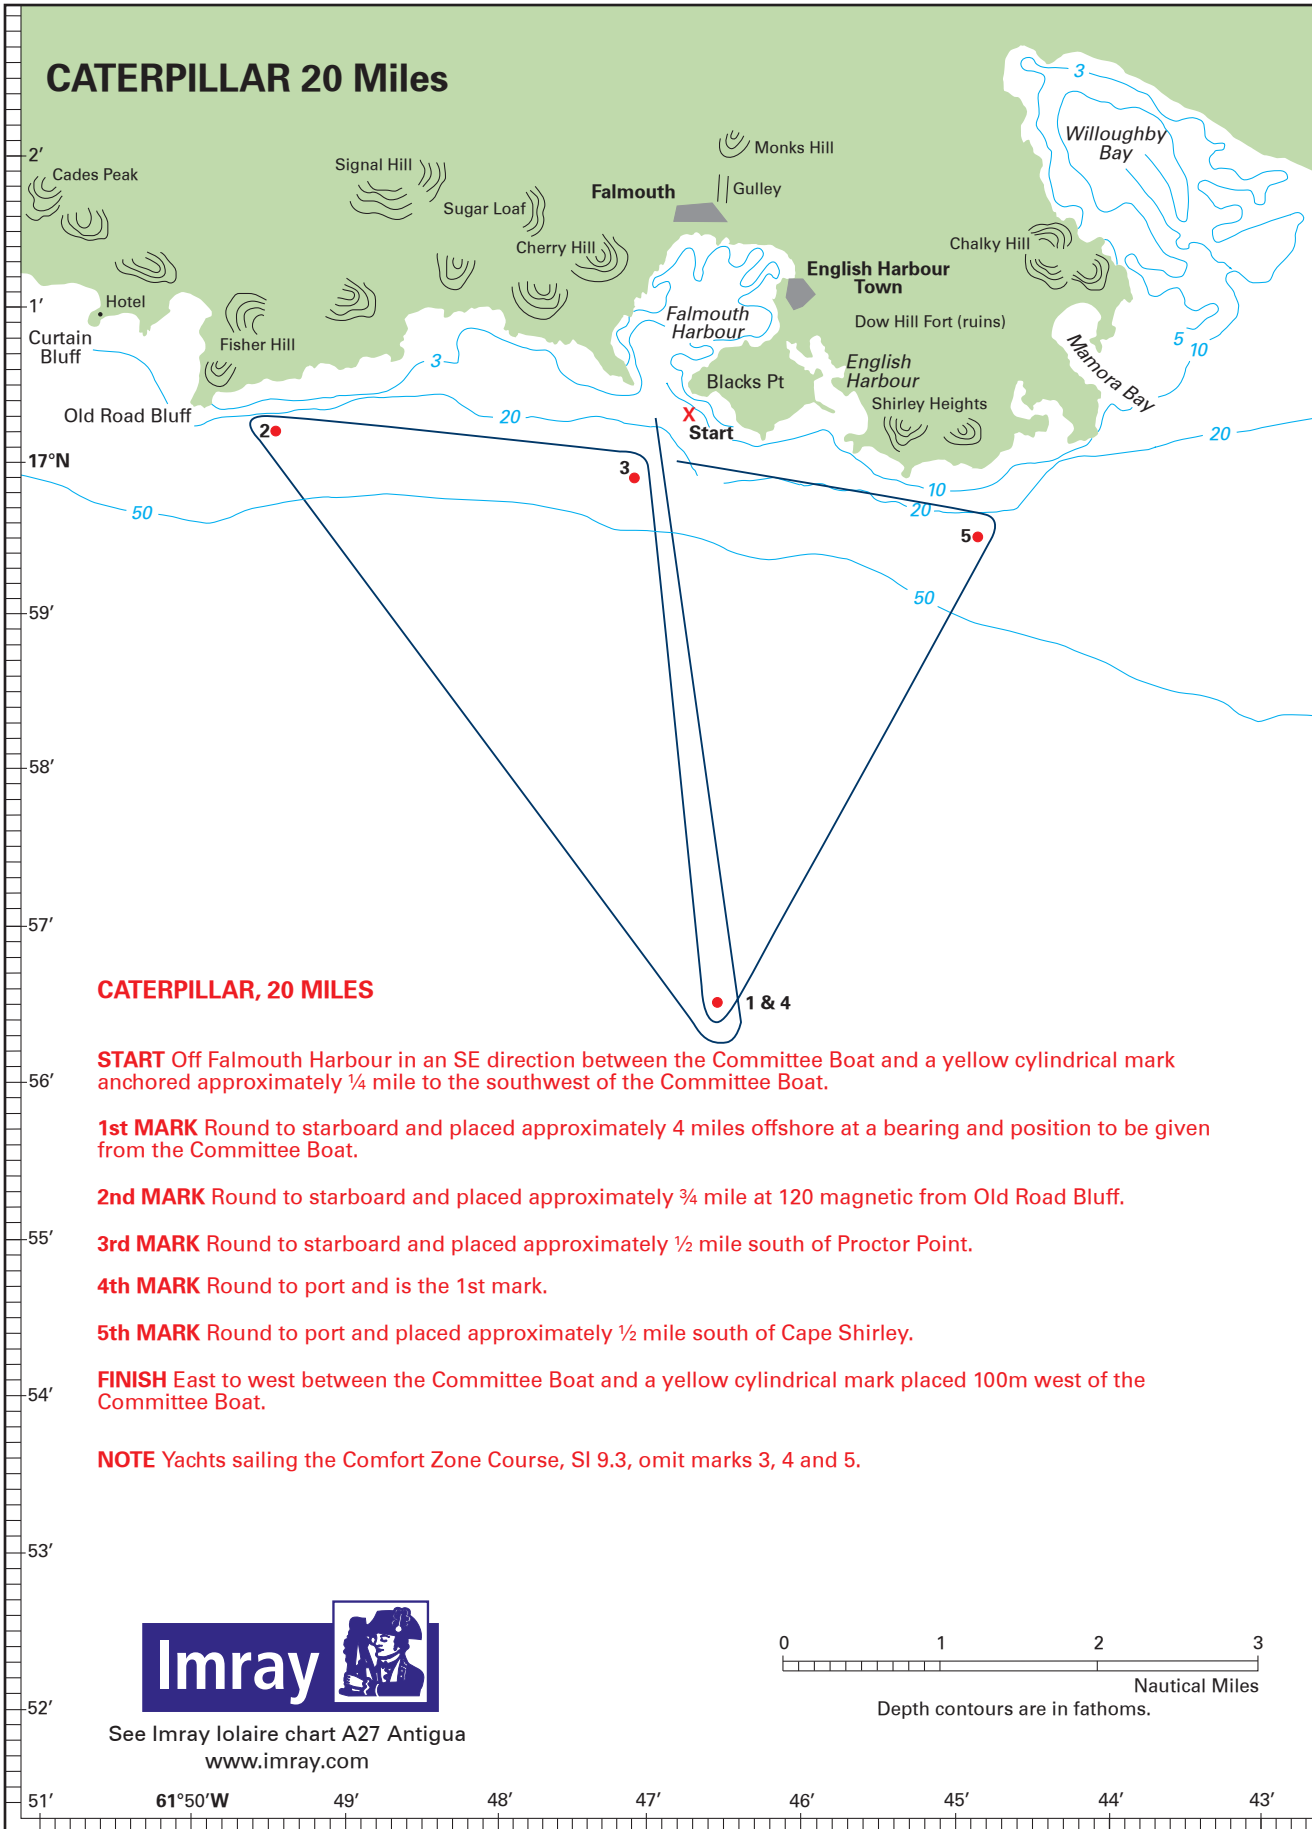 CATERPILLAR 20 Miles
3
Willoughby
Bay
Monks Hill
2′
Signal Hill
Cades Peak
Falmouth
Gulley
Sugar Loaf
Cherry Hill
Chalky Hill
English Harbour
Town
Hotel
1′
Falmouth
Harbour
Dow Hill Fort (ruins)
Curtain
Bluff
Fisher Hill
5
10
Mamora Bay
3
English
Harbour
Blacks Pt
Shirley Heights
Old Road Bluff
20
X
Start
2
20
17°N
3
10
50
20
5
50
59′
58′
57′
CATERPILLAR, 20 MILES
1 & 4
START Off Falmouth Harbour in an SE direction between the Committee Boat and a yellow cylindrical mark
anchored approximately ¼ mile to the southwest of the Committee Boat.
56′
1st MARK Round to starboard and placed approximately 4 miles offshore at a bearing and position to be given
from the Committee Boat.
2nd MARK Round to starboard and placed approximately ¾ mile at 120 magnetic from Old Road Bluff.
55′
3rd MARK Round to starboard and placed approximately ½ mile south of Proctor Point.
4th MARK Round to port and is the 1st mark.
5th MARK Round to port and placed approximately ½ mile south of Cape Shirley.
FINISH East to west between the Committee Boat and a yellow cylindrical mark placed 100m west of the
Committee Boat.
54′
NOTE Yachts sailing the Comfort Zone Course, SI 9.3, omit marks 3, 4 and 5.
53′
Imray
0 1 2 3
Nautical Miles
Depth contours are in fathoms.
52′
See Imray Iolaire chart A27 Antigua
www.imray.com
51′
61°50′W 49′ 48′ 47′ 46′ 45′ 44′ 43′